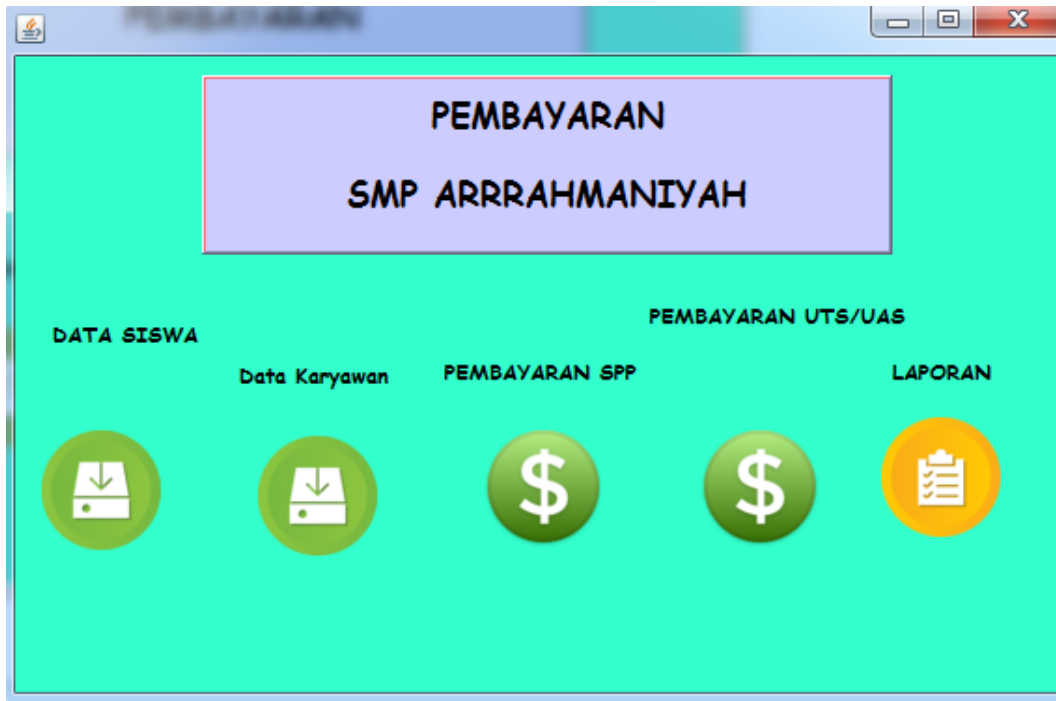 PEMBAYARAN
SMP ARRRAHMANIYAH
DATA SISWA
Data Karyawan
PEMBAYARAN SPP
PEMBAYARAN UTS/UAS
LAPORAN
$
$